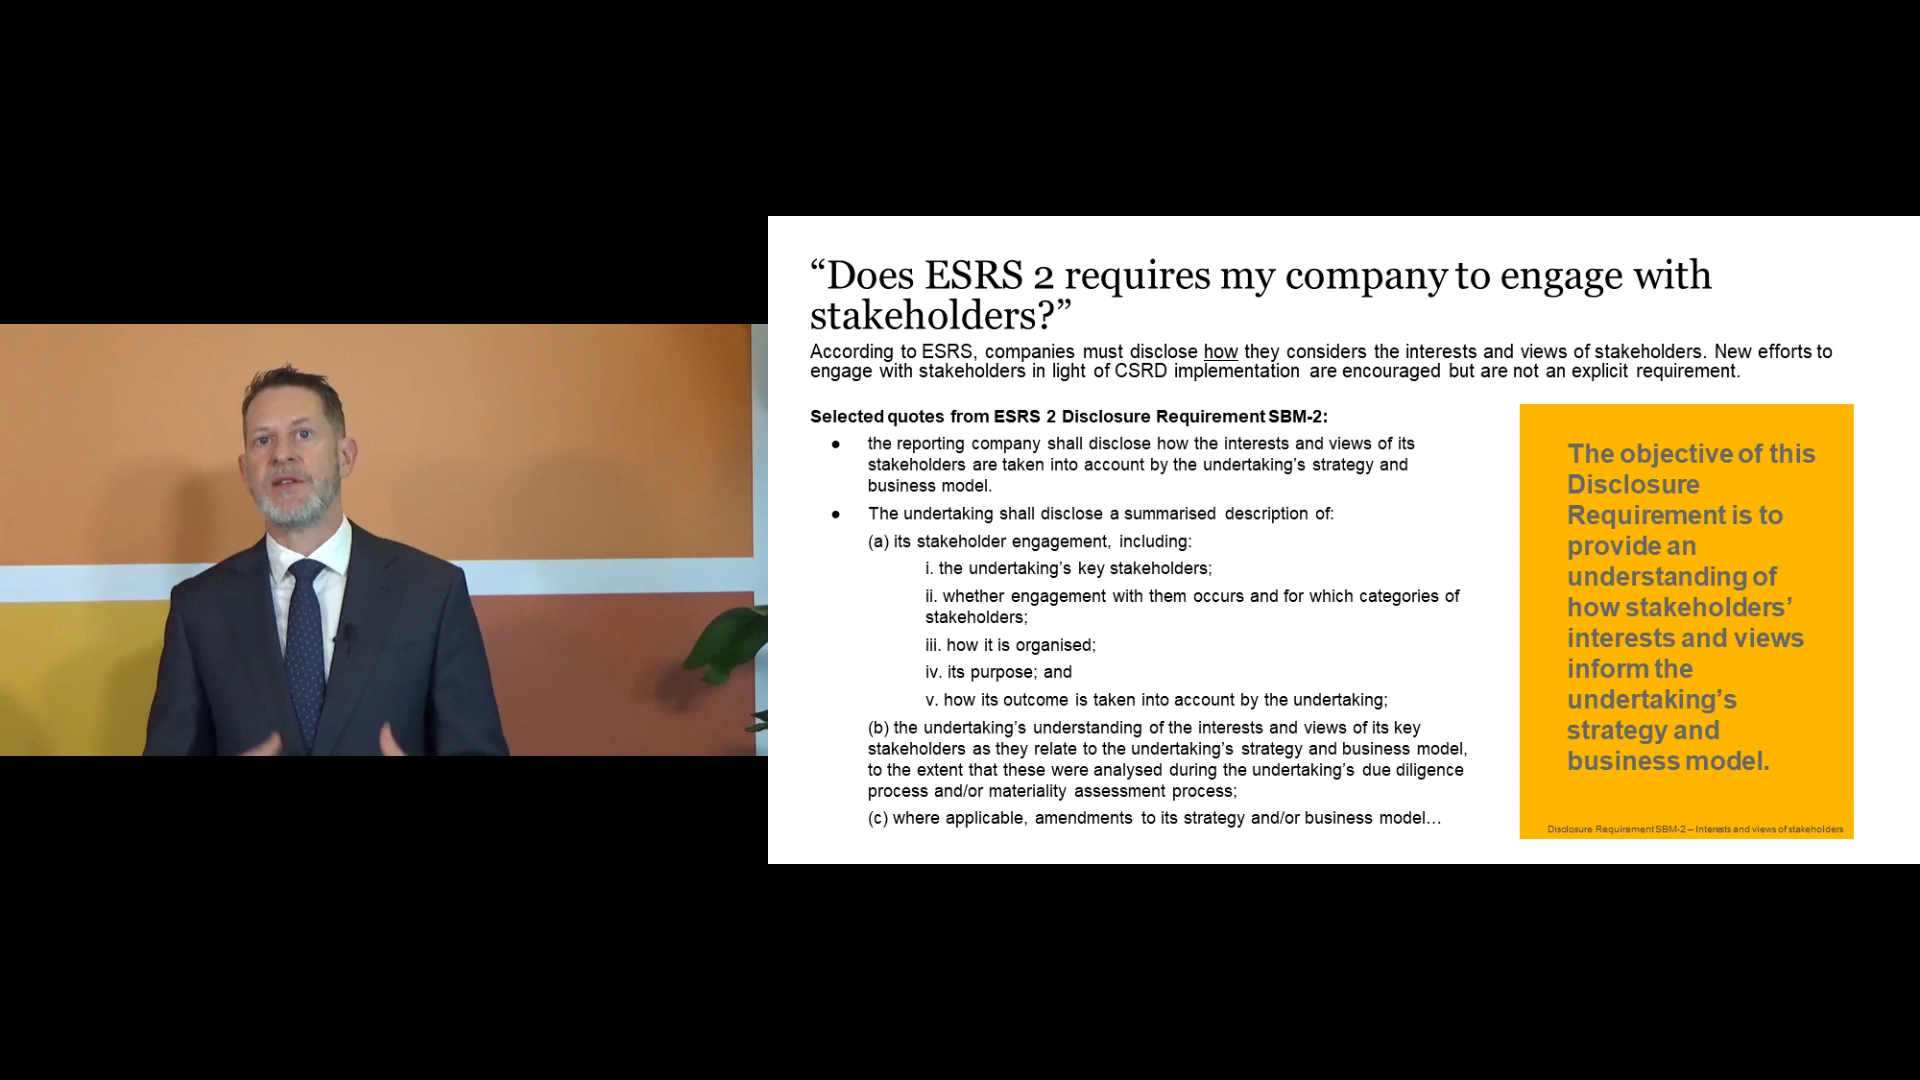 “Does ESRS 2 requires my company to engage with
stakeholders?”
According to ESRS, companies must disclose how they considers the interests and views of stakeholders. New efforts to
engage with stakeholders in light of CSRD implementation are encouraged but are not an explicit requirement.
Selected quotes from ESRS 2 Disclosure Requirement SBM-2:
● the reporting company shall disclose how the interests and views of its
stakeholders are taken into account by the undertaking’s strategy and
business model.
● The undertaking shall disclose a summarised description of:
(a) its stakeholder engagement, including:
i. the undertaking’s key stakeholders;
ii. whether engagement with them occurs and for which categories of
stakeholders;
iii. how it is organised;
iv. its purpose; and
v. how its outcome is taken into account by the undertaking;
(b) the undertaking’s understanding of the interests and views of its key
stakeholders as they relate to the undertaking’s strategy and business model,
to the extent that these were analysed during the undertaking’s due diligence
process and/or materiality assessment process;
(c) where applicable, amendments to its strategy and/or business model…
The objective of this
Disclosure
Requirement is to
provide an
understanding of
how stakeholders’
interests and views
inform the
undertaking’s
strategy and
business model.
Disclosure Requirement SBM-2 – Interests and views of stakeholders